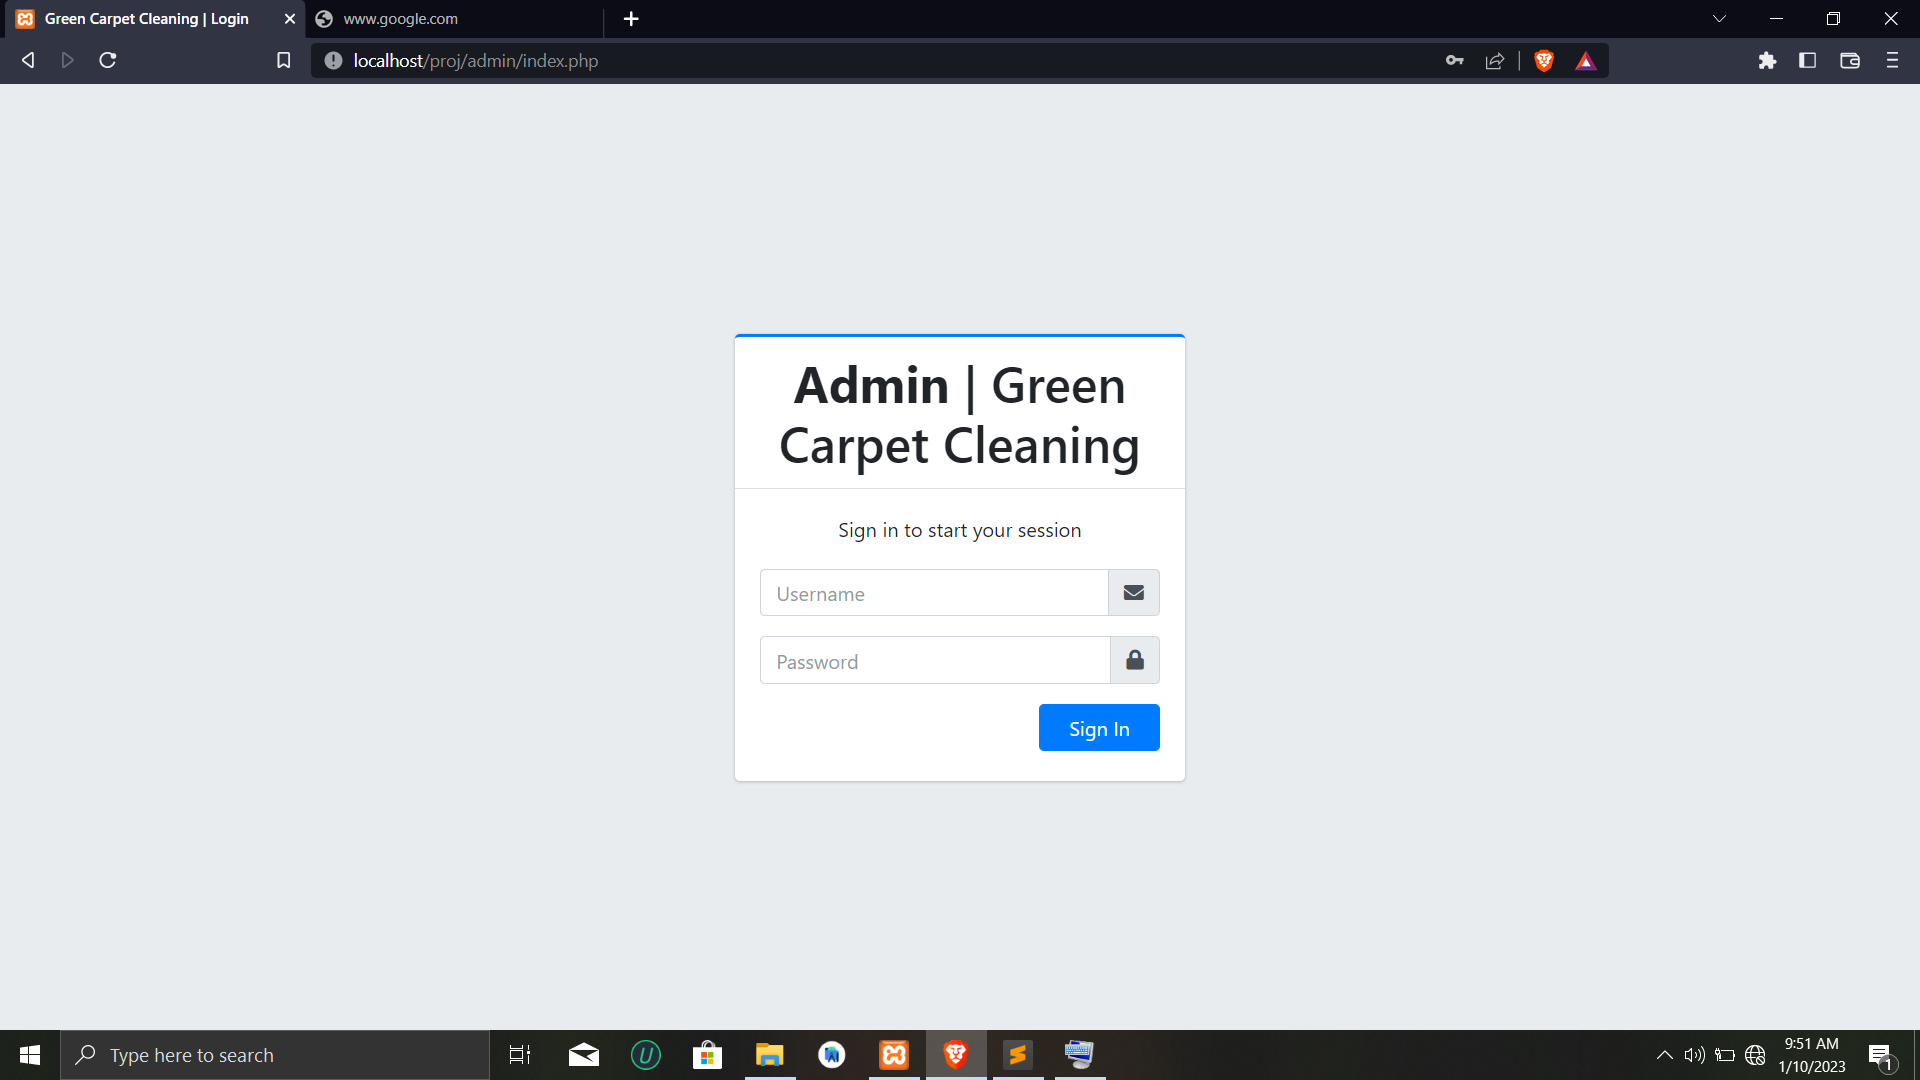 Green Carpet Cleaning | Login
www.google.com
localhost/proj/admin/index.php
Admin | Green
Carpet Cleaning
Sign in to start your session
Username
Password
Sign In
Type here to search
9:51 AM
1/10/2023
1